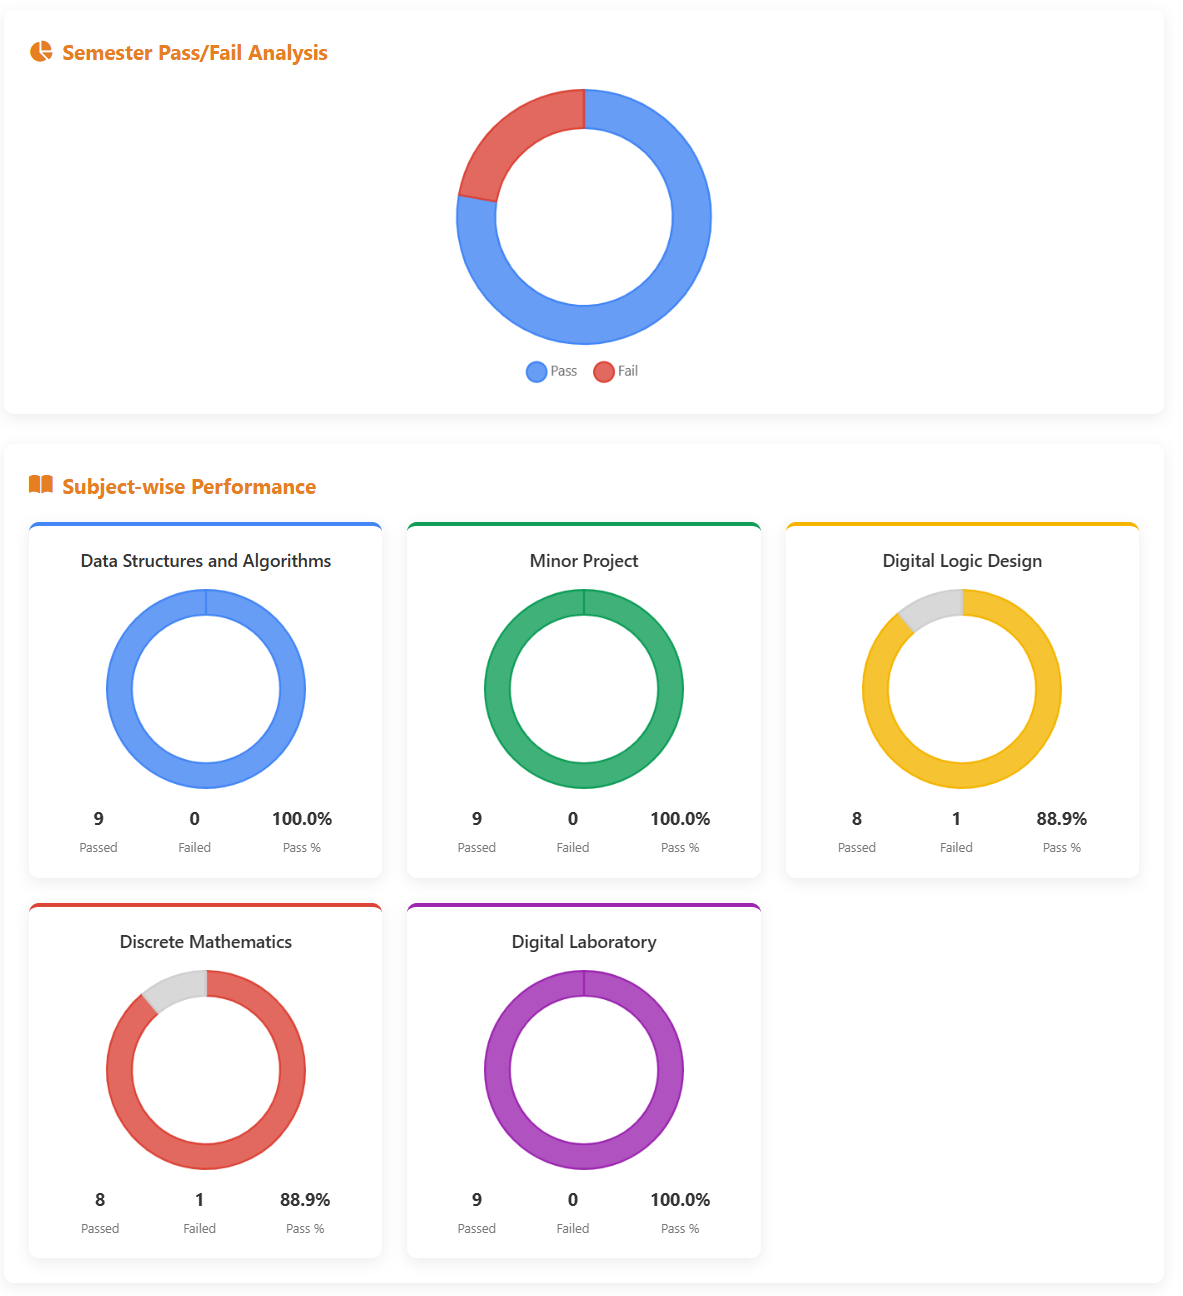 Semester Pass/Fail Analysis
Pass Fail
Subject-wise Performance
Data Structures and Algorithms
9 0 100.0%
Passed Failed Pass %
Minor Project
9 0 100.0%
Passed Failed Pass %
Digital Logic Design
8 1 88.9%
Passed Failed Pass %
Discrete Mathematics
8 1 88.9%
Passed Failed Pass %
Digital Laboratory
9 0 100.0%
Passed Failed Pass %